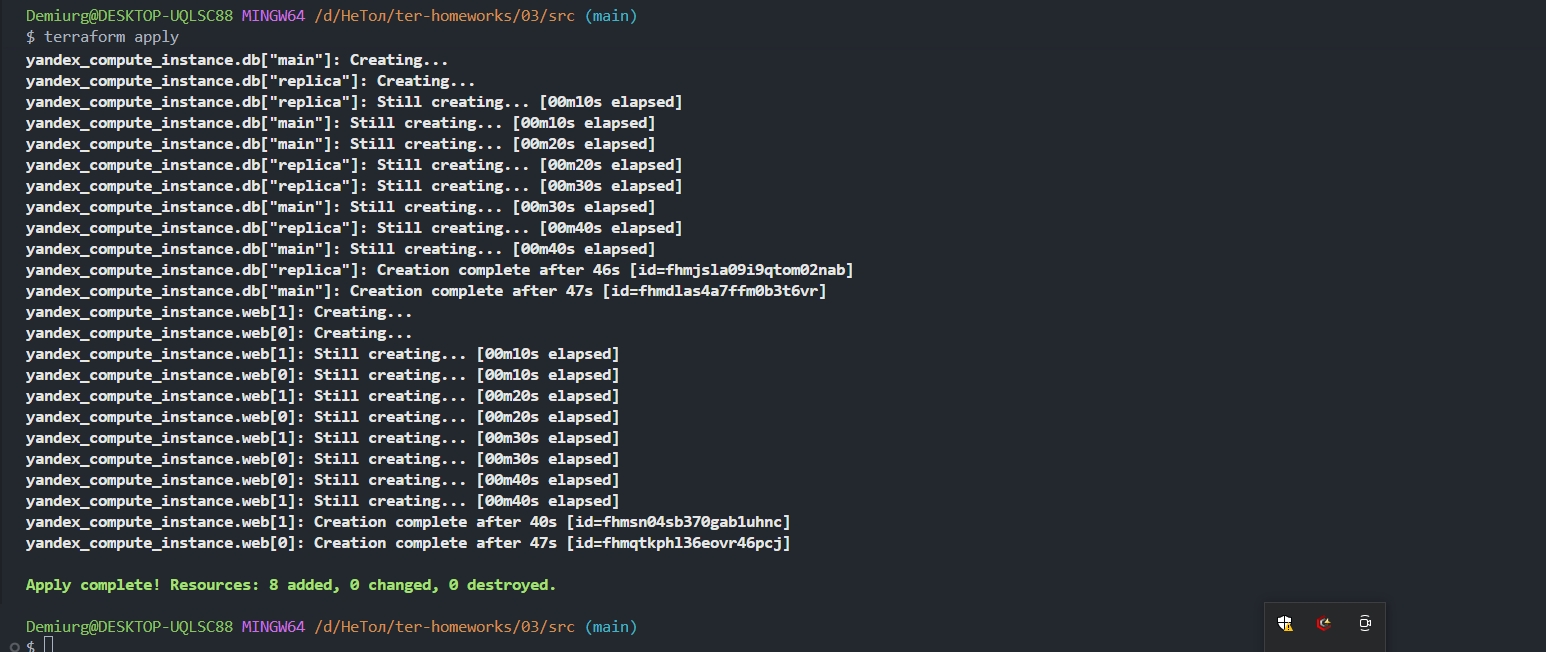 Demiurg@DESKTOP-UQLSC88 MINGW64 /d/НеТол/ter-homeworks/03/src (main)
$ terraform apply
yandex_compute_instance.db["main"]: Creating...
yandex_compute_instance.db["replica"]: Creating...
yandex_compute_instance.db["replica"]: Still creating... [00m10s elapsed]
yandex_compute_instance.db["main"]: Still creating... [00m10s elapsed]
yandex_compute_instance.db["main"]: Still creating... [00m20s elapsed]
yandex_compute_instance.db["replica"]: Still creating... [00m20s elapsed]
yandex_compute_instance.db["replica"]: Still creating... [00m30s elapsed]
yandex_compute_instance.db["main"]: Still creating... [00m30s elapsed]
yandex_compute_instance.db["replica"]: Still creating... [00m40s elapsed]
yandex_compute_instance.db["main"]: Still creating... [00m40s elapsed]
yandex_compute_instance.db["replica"]: Creation complete after 46s [id=fhmjsla09i9qtom02nab]
yandex_compute_instance.db["main"]: Creation complete after 47s [id=fhmdlas4a7ffm0b3t6vr]
yandex_compute_instance.web[1]: Creating...
yandex_compute_instance.web[0]: Creating...
yandex_compute_instance.web[1]: Still creating... [00m10s elapsed]
yandex_compute_instance.web[0]: Still creating... [00m10s elapsed]
yandex_compute_instance.web[1]: Still creating... [00m20s elapsed]
yandex_compute_instance.web[0]: Still creating... [00m20s elapsed]
yandex_compute_instance.web[1]: Still creating... [00m30s elapsed]
yandex_compute_instance.web[0]: Still creating... [00m30s elapsed]
yandex_compute_instance.web[0]: Still creating... [00m40s elapsed]
yandex_compute_instance.web[1]: Still creating... [00m40s elapsed]
yandex_compute_instance.web[1]: Creation complete after 40s [id=fhmsn04sb370gab1uhnc]
yandex_compute_instance.web[0]: Creation complete after 47s [id=fhmqtkphl36eovr46pcj]
Apply complete! Resources: 8 added, 0 changed, 0 destroyed.
Demiurg@DESKTOP-UQLSC88 MINGW64 /d/НеТол/ter-homeworks/03/src (main)
$